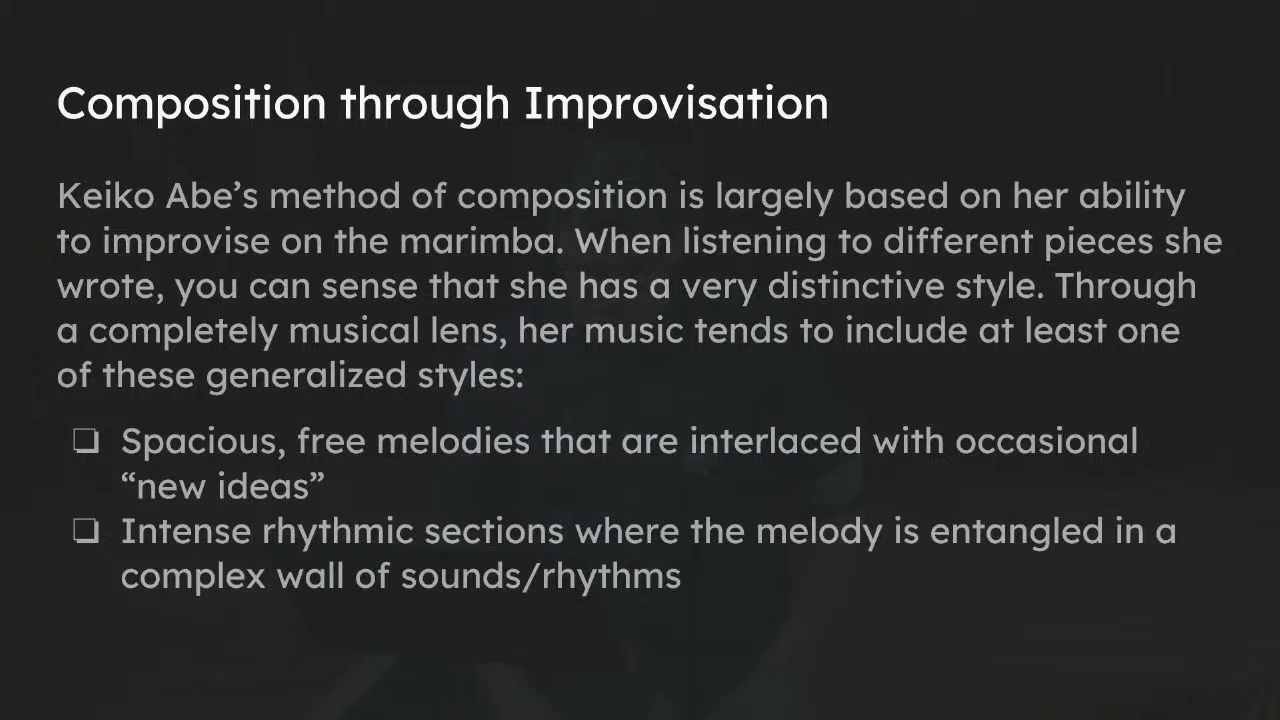 Composition through Improvisation
Keiko Abe’s method of composition is largely based on her ability
to improvise on the marimba. When listening to different pieces she
wrote, you can sense that she has a very distinctive style. Through
a completely musical lens, her music tends to include at least one
of these generalized styles:
❏ Spacious, free melodies that are interlaced with occasional
“new ideas”
❏ Intense rhythmic sections where the melody is entangled in a
complex wall of sounds/rhythms